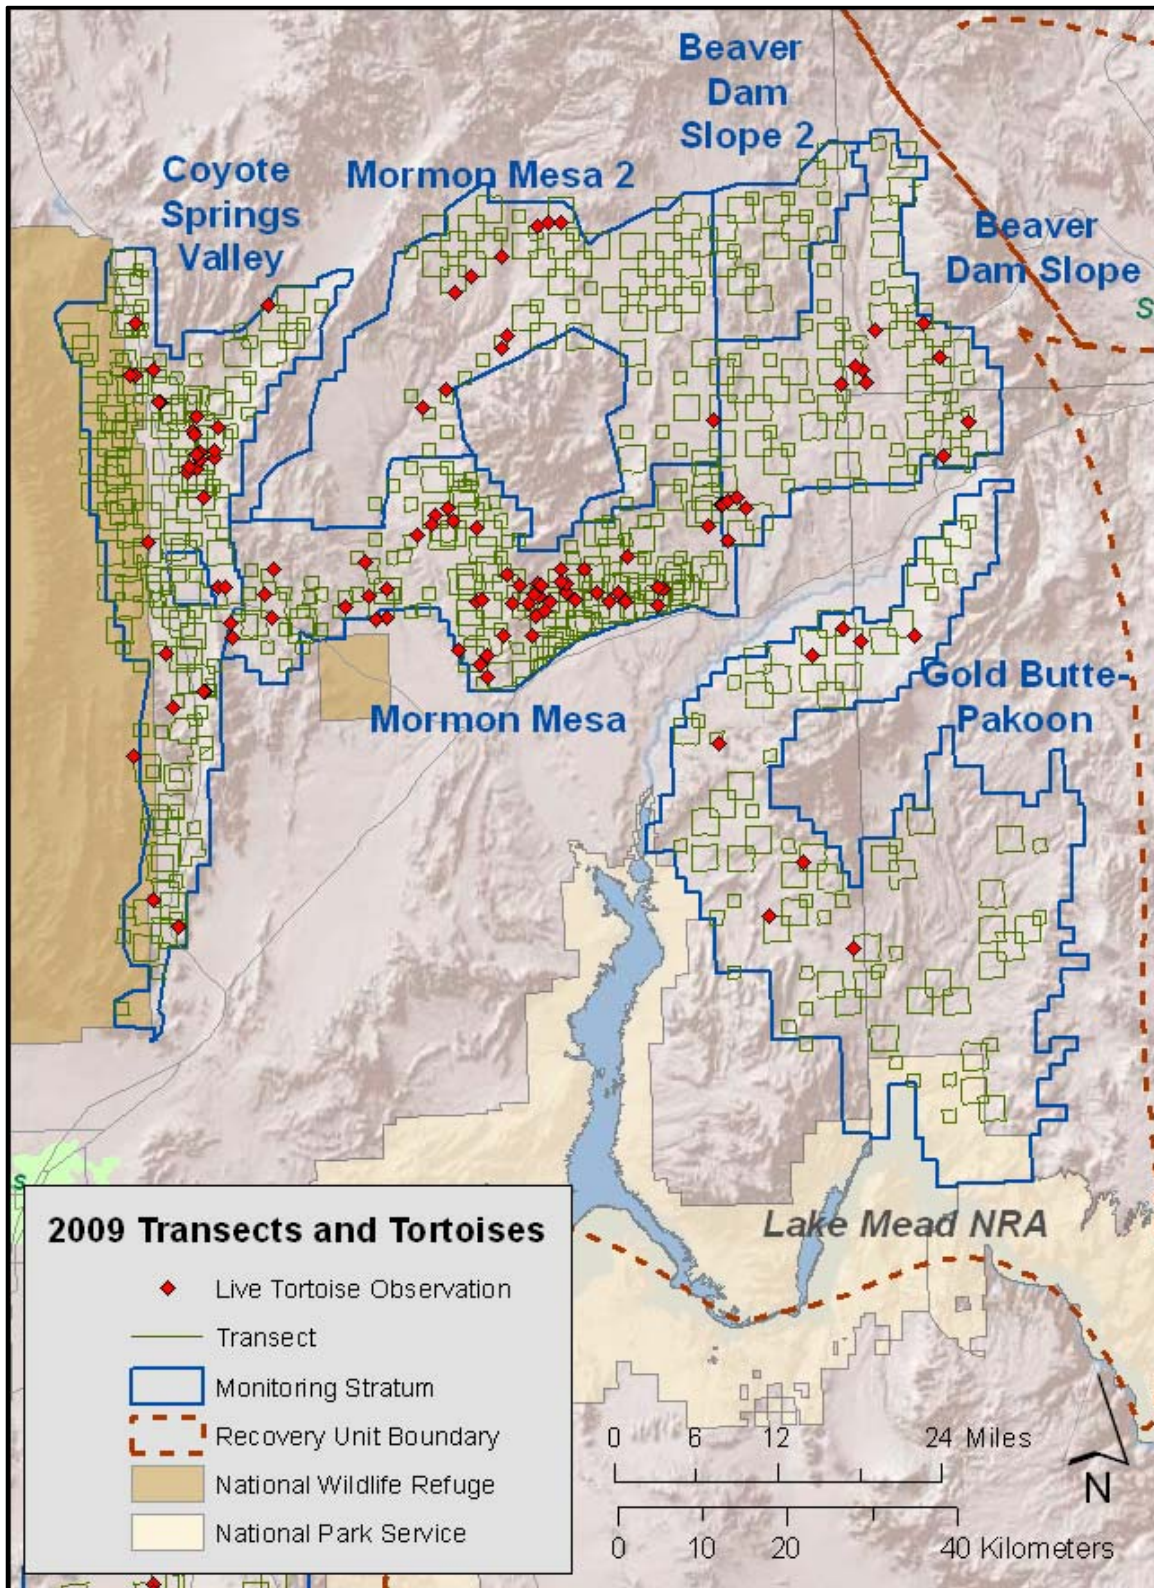 Beaver
Dam
Slope 2
Coyote
Springs
Valley
Mormon Mesa 2
Beaver
Dam Slope
S
Mormon Mesa
Gold Butte-
Pakoon
s
Lake Mead NRA
2009 Transects and Tortoises
Live Tortoise Observation
Transect
Monitoring Stratum
Recovery Unit Boundary
National Wildlife Refuge
National Park Service
0 6 12 24 Miles
0 10 20 40 Kilometers
N